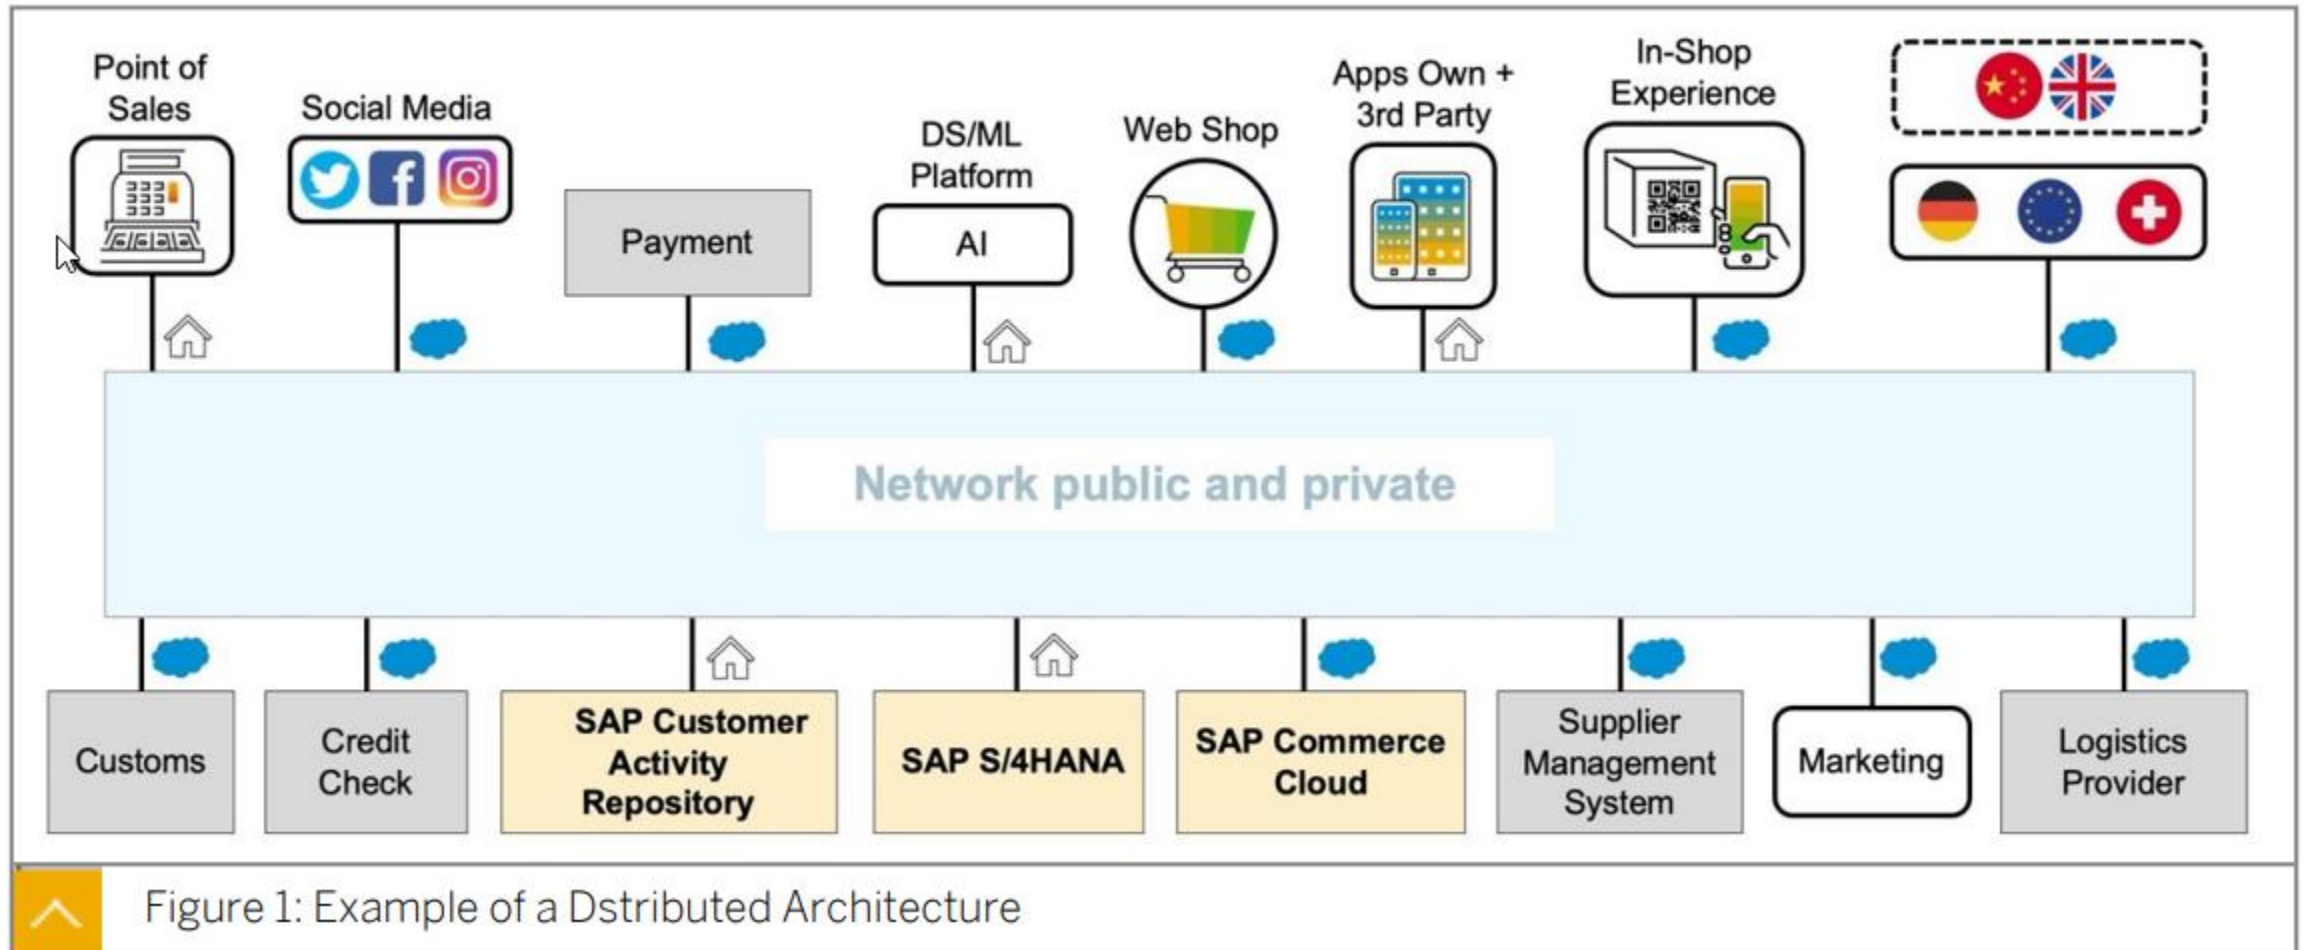 Point of
Sales
Social Media
Payment
DS/ML
Platform
AI
Web Shop
Apps Own +
3rd Party
In-Shop
Experience
Network public and private
Customs
Credit
Check
SAP Customer
Activity
Repository
SAP S/4HANA
SAP Commerce
Cloud
Supplier
Management
System
Marketing
Logistics
Provider
Figure 1: Example of a Dstributed Architecture